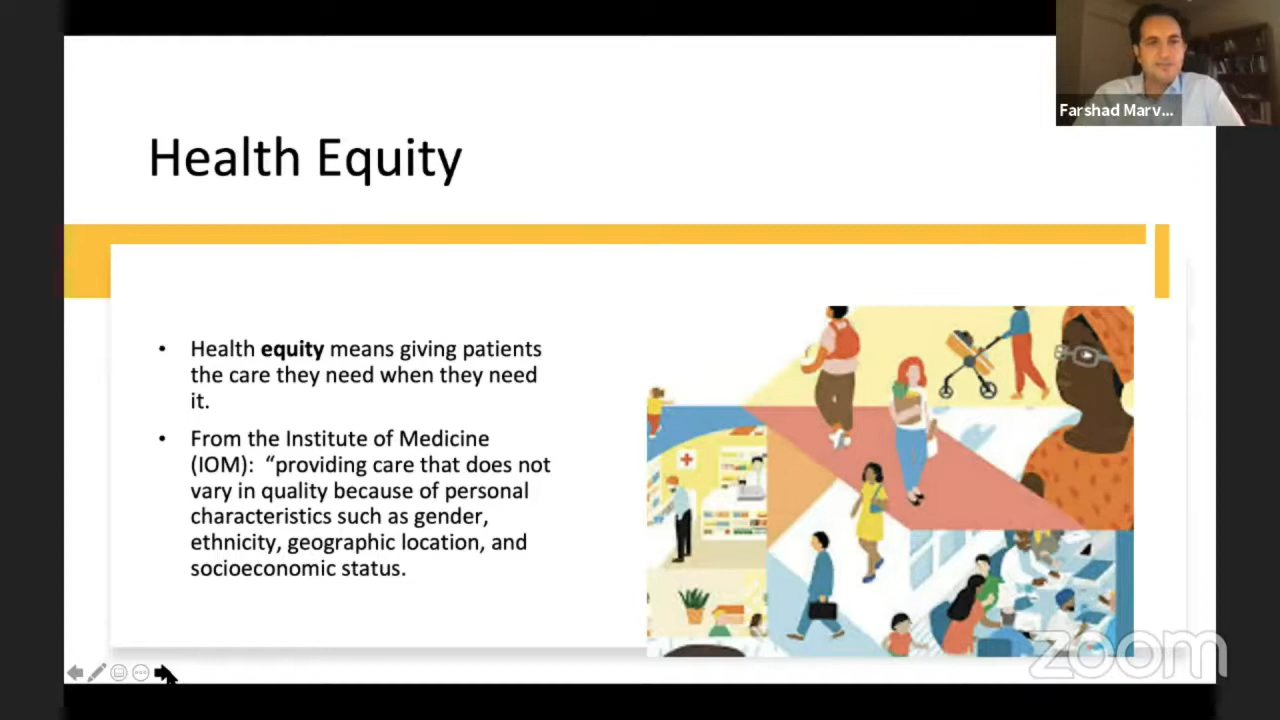 Farshad Marv...
Health Equity
• Health equity means giving patients
the care they need when they need
it.
• From the Institute of Medicine
(IOM):  “providing care that does not
vary in quality because of personal
characteristics such as gender,
ethnicity, geographic location, and
socioeconomic status.
zoom